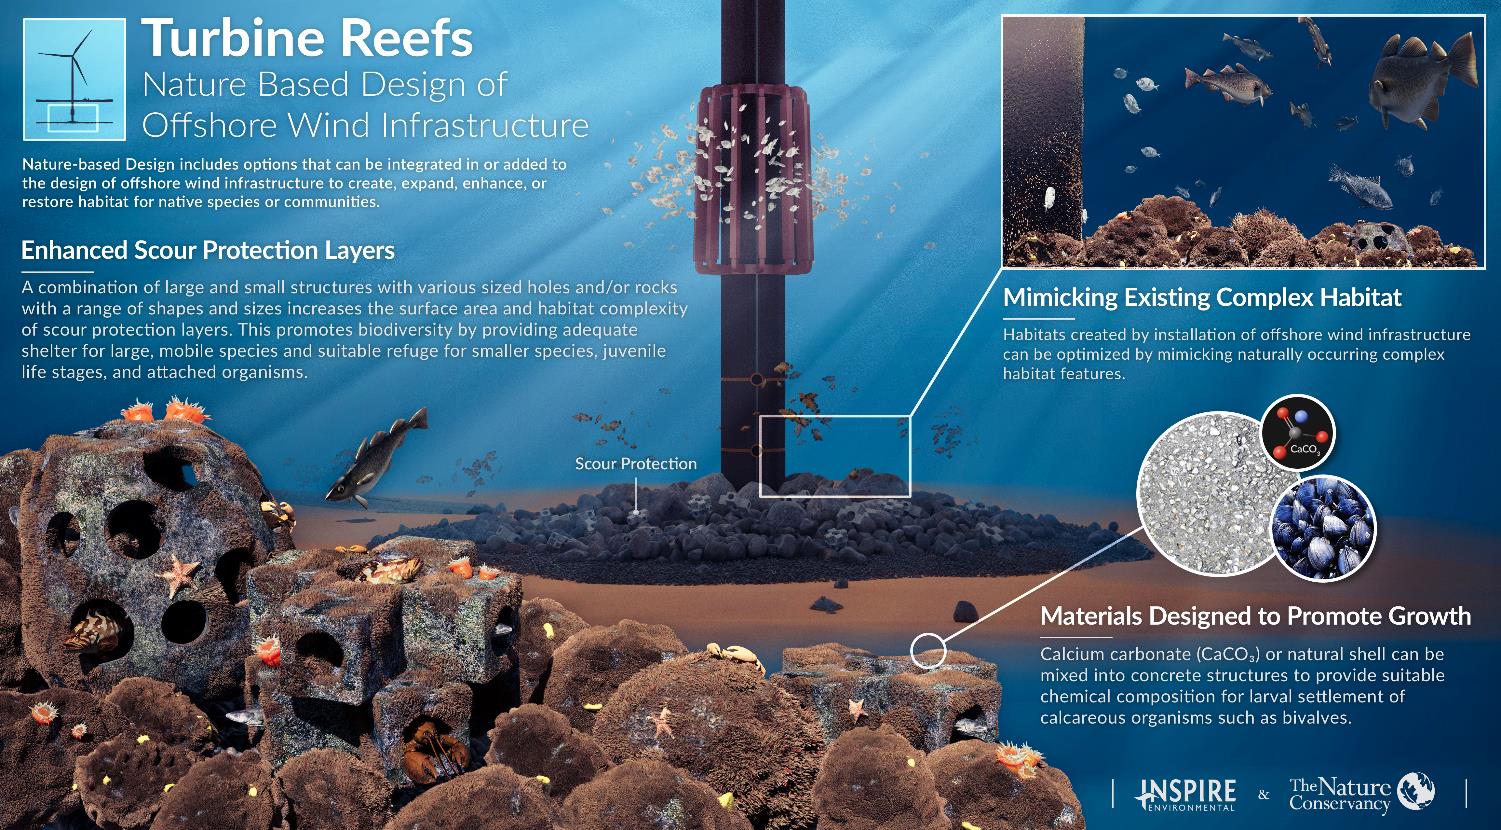 Turbine Reefs
Nature Based Design of
Offshore Wind Infrastructure
Nature-based Design includes options that can be integrated in or added to
the design of offshore wind infrastructure to create, expand, enhance, or
restore habitat for native species or communities.
Enhanced Scour Protection Layers
A combination of large and small structures with various sized holes and/or rocks
with a range of shapes and sizes increases the surface area and habitat complexity
of scour protection layers. This promotes biodiversity by providing adequate
shelter for large, mobile species and suitable refuge for smaller species, juvenile
life stages, and attached organisms.
Scour Protection
Mimicking Existing Complex Habitat
Habitats created by installation of offshore wind infrastructure
can be optimized by mimicking naturally occurring complex
habitat features.
CaCO₃
Materials Designed to Promote Growth
Calcium carbonate (CaCO₃) or natural shell can be
mixed into concrete structures to provide suitable
chemical composition for larval settlement of
calcareous organisms such as bivalves.
INSPIRE
ENVIRONMENTAL
&
The Nature
Conservancy